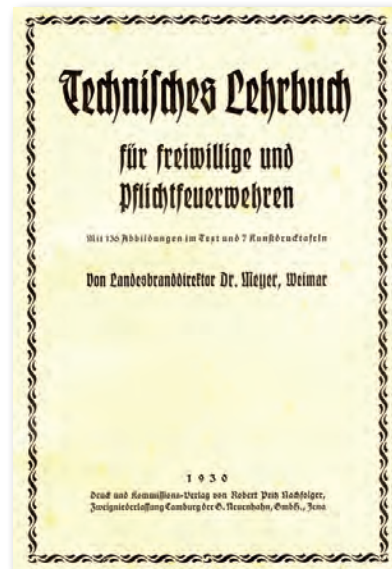 Technisches Lehrbuch
für freiwillige und
Pflichtfeuerwehren
Mit 136 Abbildungen im Text und 7 Kunstdrucktafeln
Von Landesbranddirektor Dr. Meyer, Weimar
1930
Druck und Kommissions-Verlag von Robert Peitz Nachfolger,
Zweigniederlassung Camburg der G. Neuenhahn, GmbH., Jena